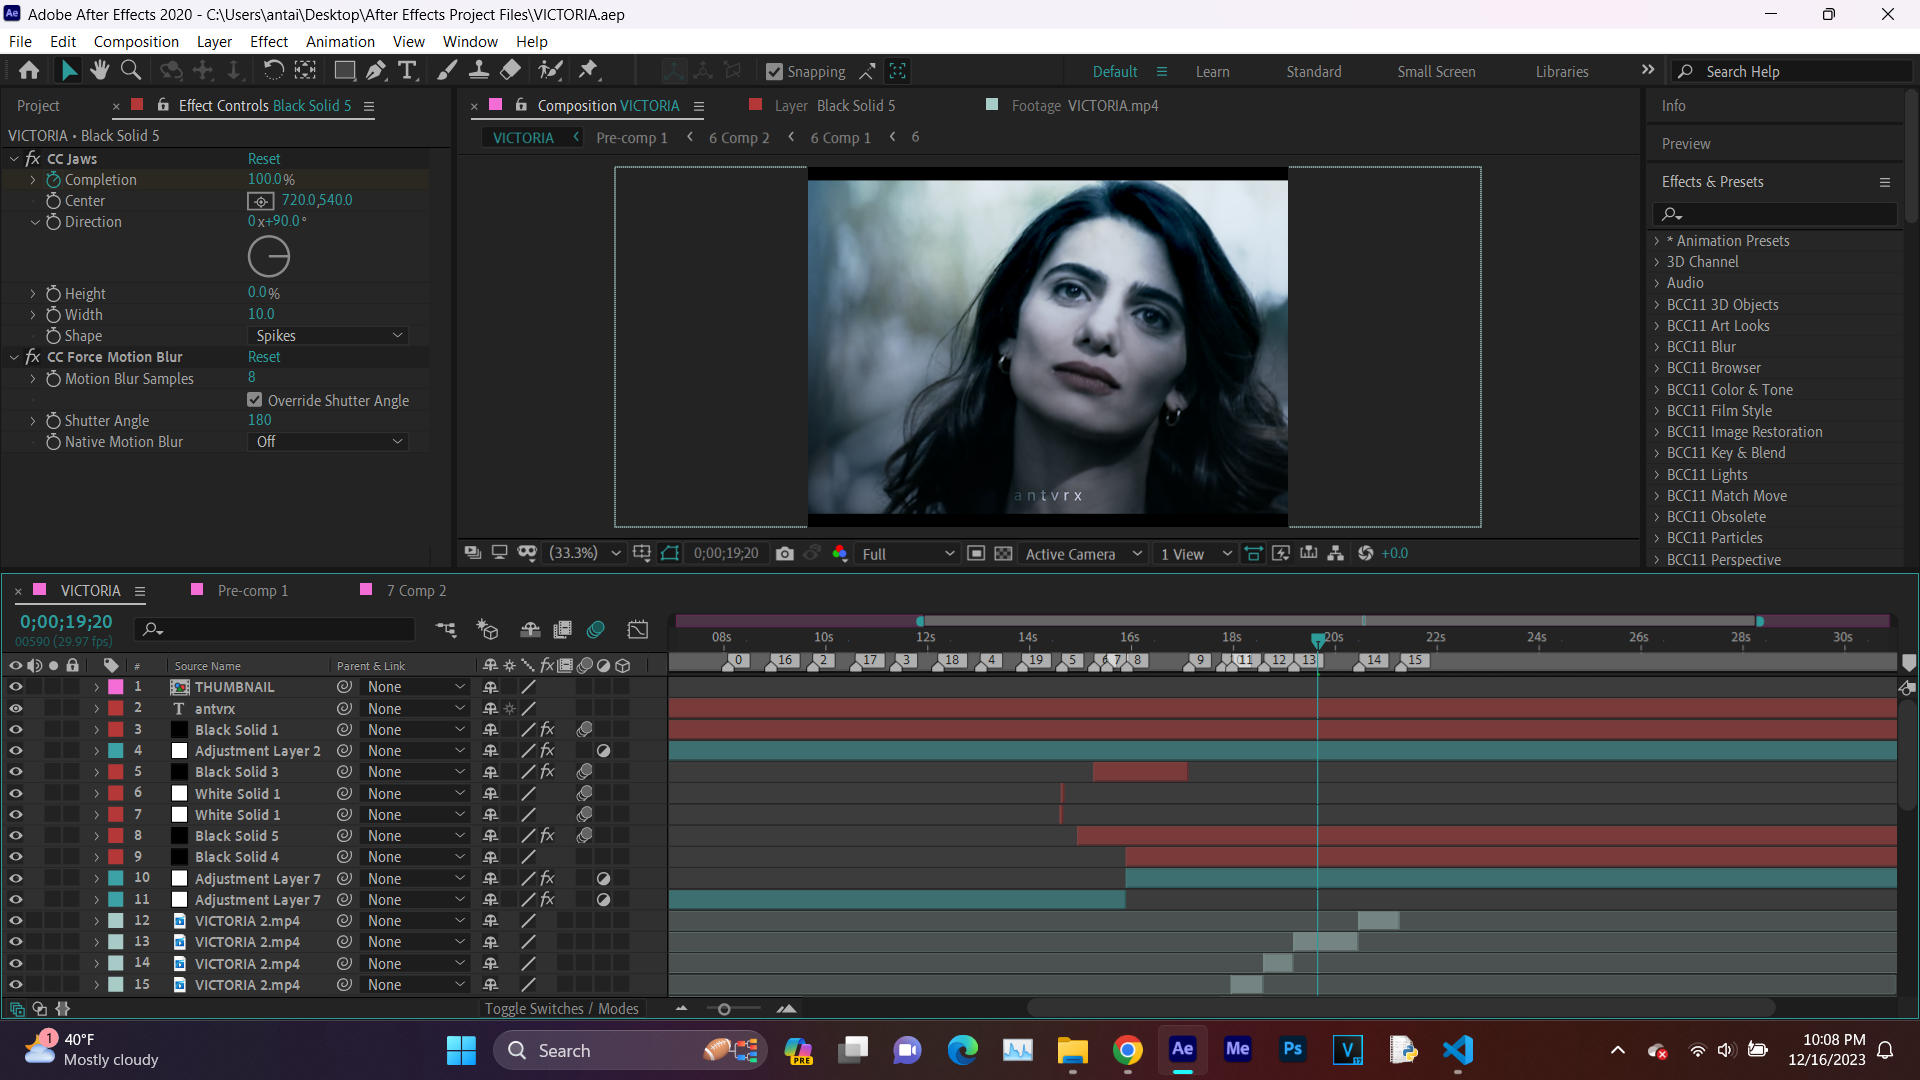 Adobe After Effects 2020 - C:\Users\antai\Desktop\After Effects Project Files\VICTORIA.aep
File Edit Composition Layer Effect Animation View Window Help
Snapping
Default
Learn
Standard
Small Screen
Libraries
Search Help
Project
Effect Controls Black Solid 5
VICTORIA • Black Solid 5
fx CC Jaws Reset
Completion 100.0%
Center 720.0,540.0
Direction 0x+90.0°
Height 0.0%
Width 10.0
Shape Spikes
fx CC Force Motion Blur Reset
Motion Blur Samples 8
Override Shutter Angle
Shutter Angle 180
Native Motion Blur Off
Composition VICTORIA
Layer Black Solid 5
Footage VICTORIA.mp4
VICTORIA Pre-comp 1 6 Comp 2 6 Comp 1 6
antvrx
(33.3%) 0;00;19;20 Full Active Camera 1 View +0.0
Info
Preview
Effects & Presets
* Animation Presets
3D Channel
Audio
BCC11 3D Objects
BCC11 Art Looks
BCC11 Blur
BCC11 Browser
BCC11 Color & Tone
BCC11 Film Style
BCC11 Image Restoration
BCC11 Key & Blend
BCC11 Lights
BCC11 Match Move
BCC11 Obsolete
BCC11 Particles
BCC11 Perspective
VICTORIA Pre-comp 1 7 Comp 2
0;00;19;20
00590 (29.97 fps)
08s 10s 12s 14s 16s 18s 20s 22s 24s 26s 28s 30s
0 16 2 17 3 18 4 19 5 6 7 8 9 11 12 13 14 15
# Source Name Parent & Link
1 THUMBNAIL None
2 T antvrx None
3 Black Solid 1 None fx
4 Adjustment Layer 2 None fx
5 Black Solid 3 None fx
6 White Solid 1 None
7 White Solid 1 None
8 Black Solid 5 None fx
9 Black Solid 4 None
10 Adjustment Layer 7 None fx
11 Adjustment Layer 7 None fx
12 VICTORIA 2.mp4 None
13 VICTORIA 2.mp4 None
14 VICTORIA 2.mp4 None
15 VICTORIA 2.mp4 None
Toggle Switches / Modes
1
40°F
Mostly cloudy
Search
PRE
Ae
Me
Ps
V
17
10:08 PM
12/16/2023